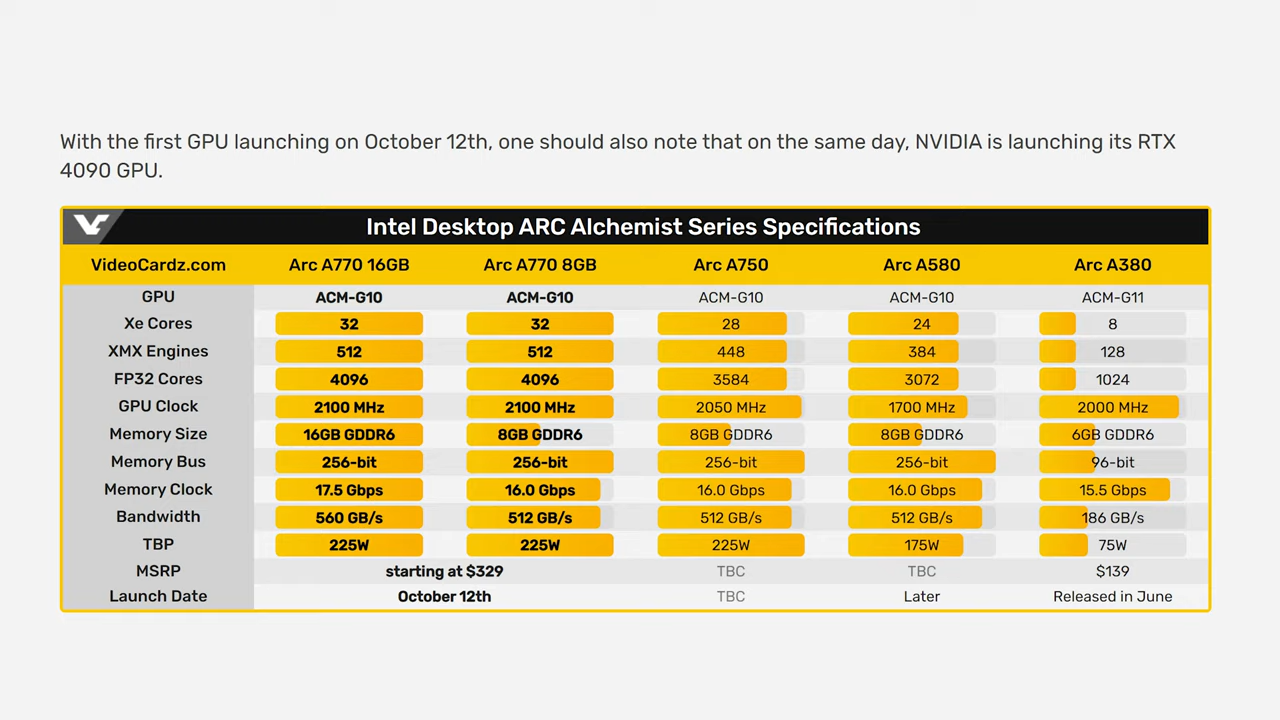 With the first GPU launching on October 12th, one should also note that on the same day, NVIDIA is launching its RTX
4090 GPU.
Intel Desktop ARC Alchemist Series Specifications
VideoCardz.com Arc A770 16GB Arc A770 8GB Arc A750 Arc A580 Arc A380
GPU ACM-G10 ACM-G10 ACM-G10 ACM-G10 ACM-G11
Xe Cores 32 32 28 24 8
XMX Engines 512 512 448 384 128
FP32 Cores 4096 4096 3584 3072 1024
GPU Clock 2100 MHz 2100 MHz 2050 MHz 1700 MHz 2000 MHz
Memory Size 16GB GDDR6 8GB GDDR6 8GB GDDR6 8GB GDDR6 6GB GDDR6
Memory Bus 256-bit 256-bit 256-bit 256-bit 96-bit
Memory Clock 17.5 Gbps 16.0 Gbps 16.0 Gbps 16.0 Gbps 15.5 Gbps
Bandwidth 560 GB/s 512 GB/s 512 GB/s 512 GB/s 186 GB/s
TBP 225W 225W 225W 175W 75W
MSRP starting at $329 TBC TBC $139
Launch Date October 12th TBC Later Released in June